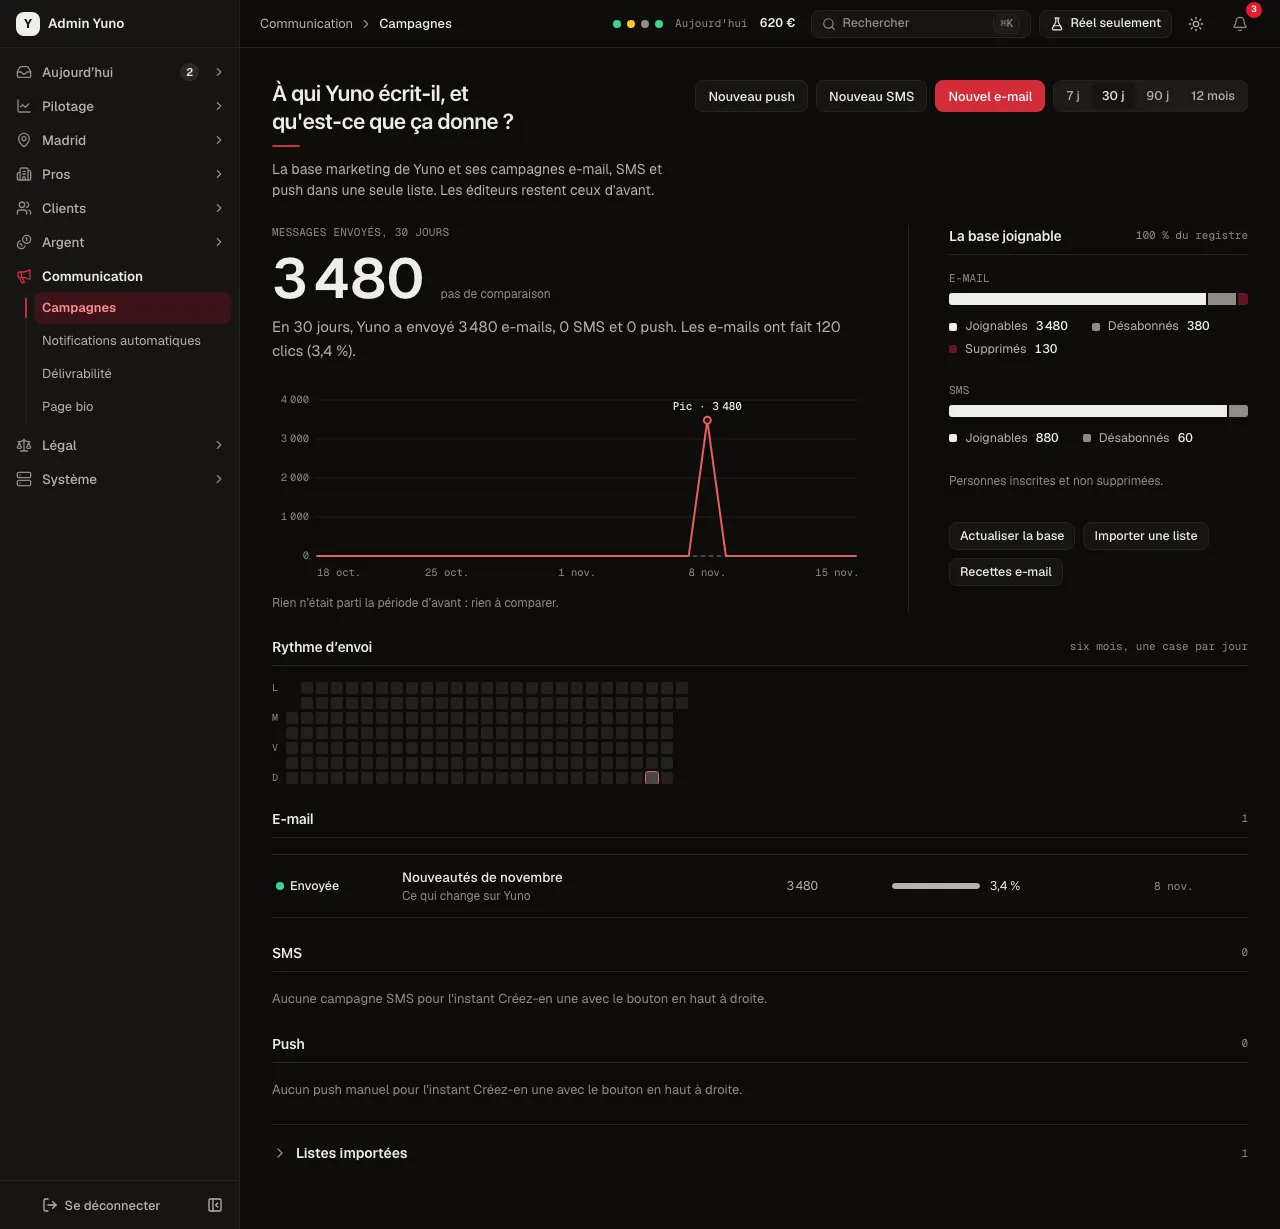 Y Admin Yuno
Communication > Campagnes
Aujourd'hui 620 €
Rechercher ⌘K
Réel seulement
3
Aujourd'hui 2
Pilotage
Madrid
Pros
Clients
Argent
Communication
Campagnes
Notifications automatiques
Délivrabilité
Page bio
Légal
Système
Se déconnecter
À qui Yuno écrit-il, et
qu'est-ce que ça donne ?
Nouveau push
Nouveau SMS
Nouvel e-mail
7 j 30 j 90 j 12 mois
La base marketing de Yuno et ses campagnes e-mail, SMS et
push dans une seule liste. Les éditeurs restent ceux d'avant.
MESSAGES ENVOYÉS, 30 JOURS
3 480 pas de comparaison
En 30 jours, Yuno a envoyé 3 480 e-mails, 0 SMS et 0 push. Les e-mails ont fait 120
clics (3,4 %).
4 000
Pic · 3 480
3 000
2 000
1 000
0
18 oct. 25 oct. 1 nov. 8 nov. 15 nov.
Rien n'était parti la période d'avant : rien à comparer.
La base joignable 100 % du registre
E-MAIL
Joignables 3 480 Désabonnés 380
Supprimés 130
SMS
Joignables 880 Désabonnés 60
Personnes inscrites et non supprimées.
Actualiser la base
Importer une liste
Recettes e-mail
Rythme d'envoi six mois, une case par jour
L
M
V
D
E-mail 1
Envoyée
Nouveautés de novembre
Ce qui change sur Yuno
3 480 3,4 % 8 nov.
SMS 0
Aucune campagne SMS pour l'instant Créez-en une avec le bouton en haut à droite.
Push 0
Aucun push manuel pour l'instant Créez-en une avec le bouton en haut à droite.
Listes importées 1